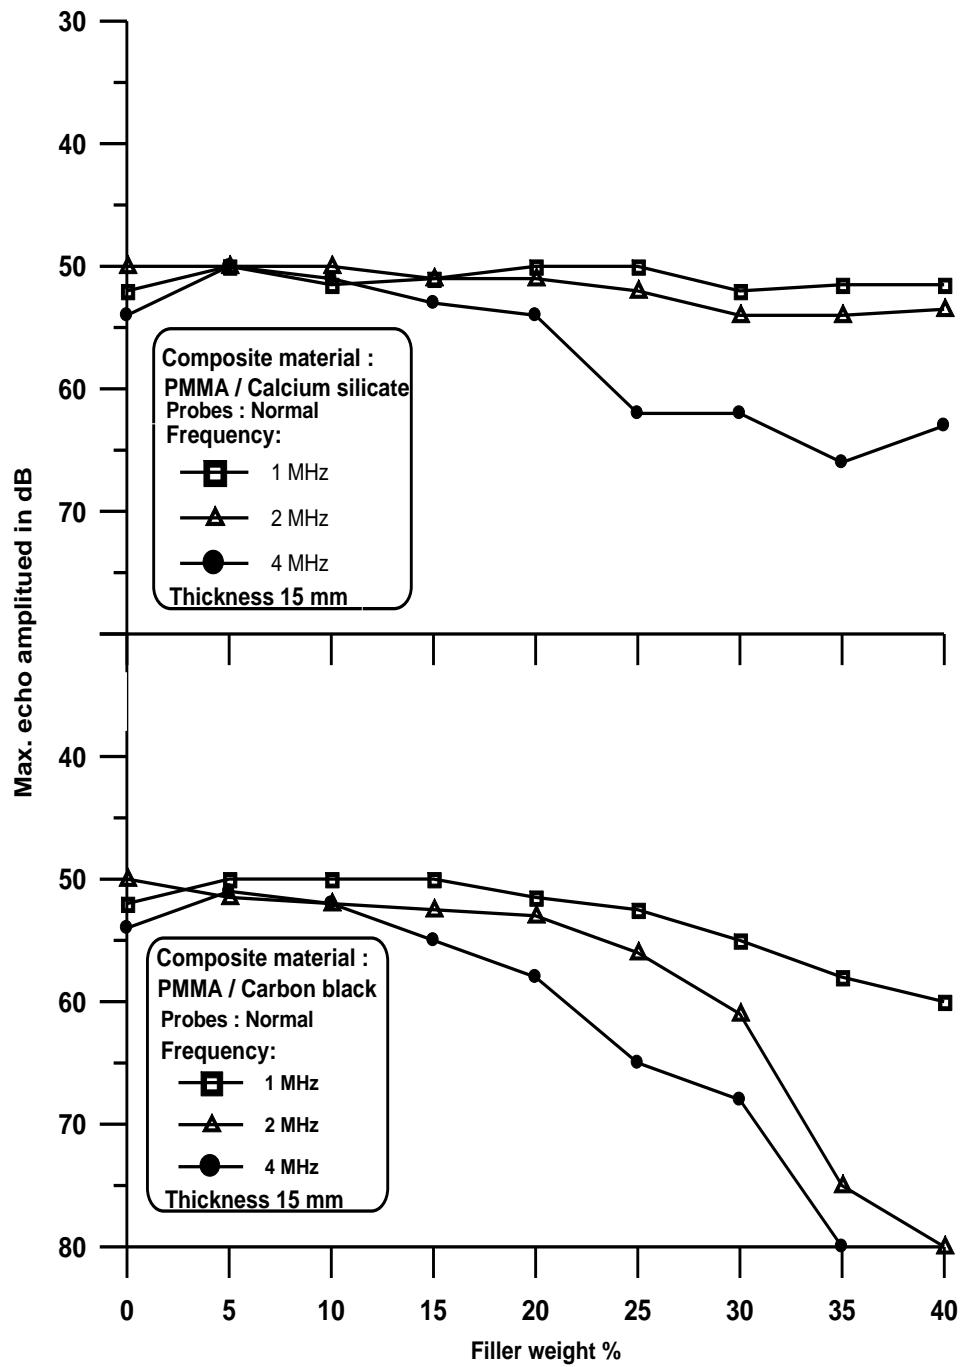 30
40
50
60
70
Composite material :
PMMA / Calcium silicate
Probes : Normal
Frequency:
1 MHz
2 MHz
4 MHz
Thickness 15 mm
Max. echo amplitued in dB
40
50
60
70
80
Composite material :
PMMA / Carbon black
Probes : Normal
Frequency:
1 MHz
2 MHz
4 MHz
Thickness 15 mm
0 5 10 15 20 25 30 35 40
Filler weight %